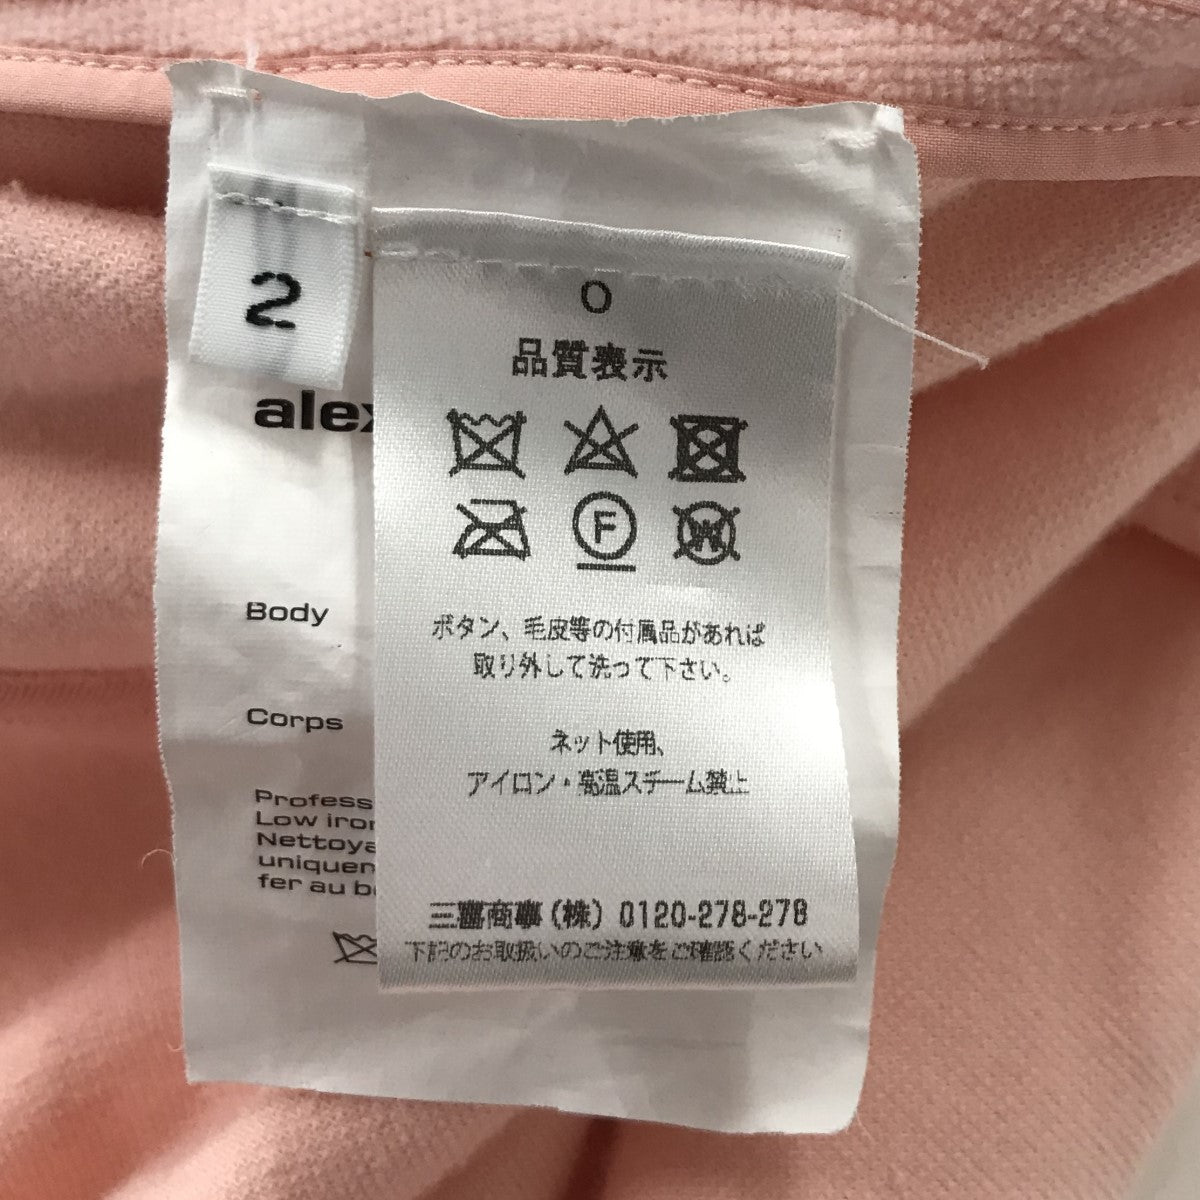 2
O
品質表示
F
W
ボタン、毛皮等の付属品があれば
取り外して洗って下さい。
ネット使用、
アイロン・高温スチーム禁止
三喜商事(株) 0120-278-278
下記のお取扱いのご注意をご確認ください
alex
Body
Corps
Profess
Low iron
Nettoya
uniquem
fer au b